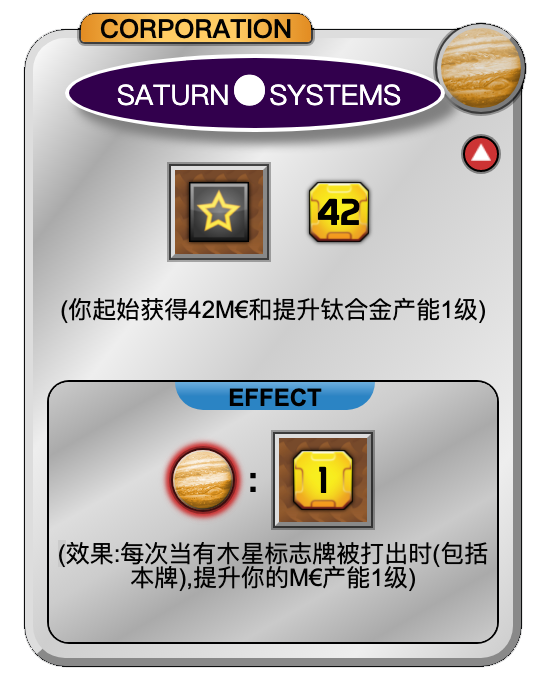 CORPORATION
SATURN SYSTEMS
42
(你起始获得42M€和提升钛合金产能1级)
EFFECT
: 1
(效果:每次当有木星标志牌被打出时(包括
本牌),提升你的M€产能1级)